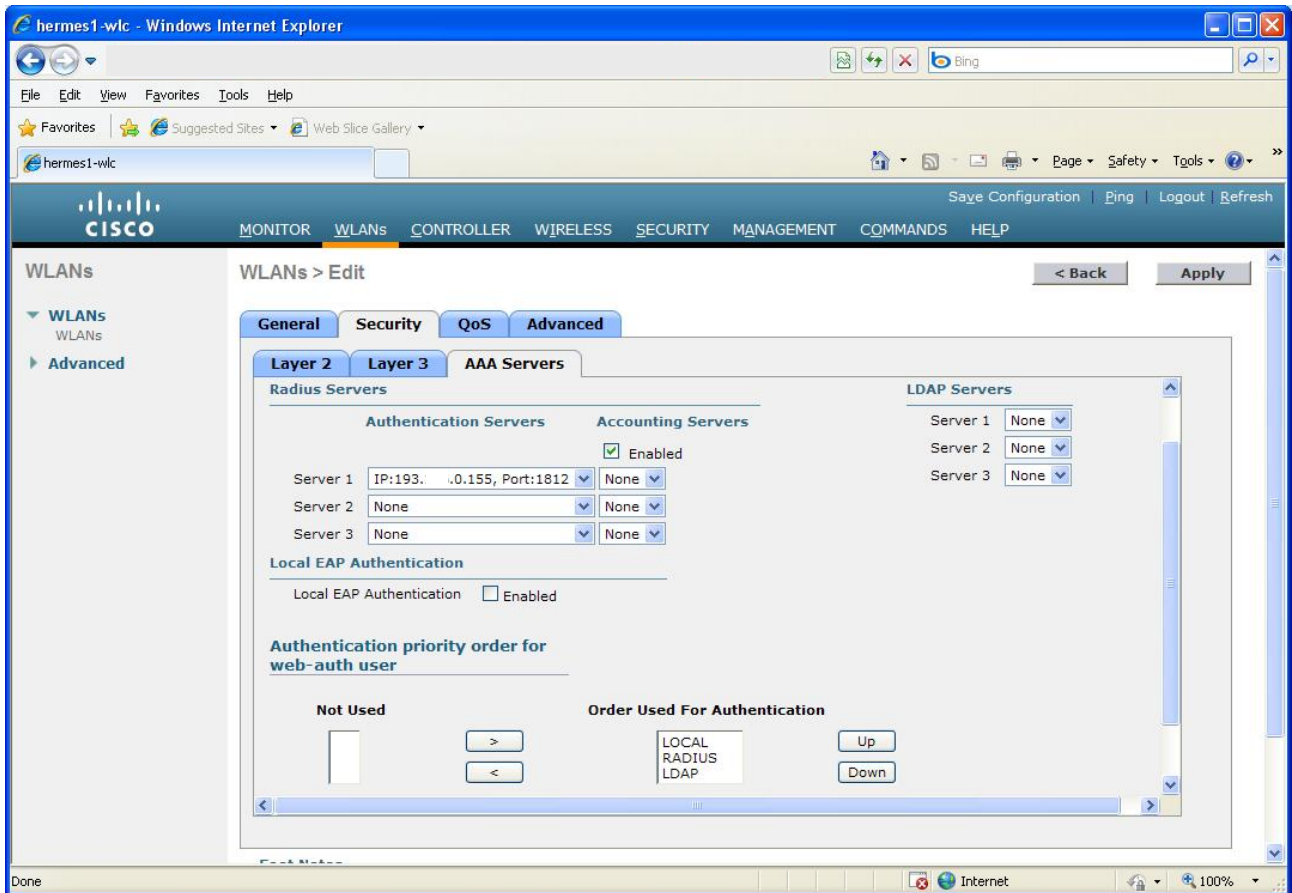 hermes1-wlc - Windows Internet Explorer
Bing
File Edit View Favorites Tools Help
Favorites Suggested Sites Web Slice Gallery
hermes1-wlc Page Safety Tools »
Save Configuration | Ping | Logout | Refresh
CISCO MONITOR WLANs CONTROLLER WIRELESS SECURITY MANAGEMENT COMMANDS HELP
WLANs
WLANs
WLANs
Advanced
WLANs > Edit < Back Apply
General Security QoS Advanced
Layer 2 Layer 3 AAA Servers
Radius Servers
Authentication Servers Accounting Servers
Enabled
Server 1 IP:193. .0.155, Port:1812 None
Server 2 None None
Server 3 None None
LDAP Servers
Server 1 None
Server 2 None
Server 3 None
Local EAP Authentication
Local EAP Authentication Enabled
Authentication priority order for
web-auth user
Not Used Order Used For Authentication
>
<
LOCAL
RADIUS
LDAP
Up
Down
Foot Notes
Done Internet 100%